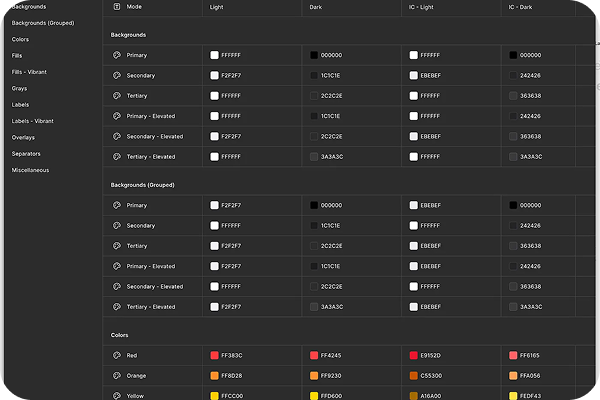 Backgrounds
Backgrounds (Grouped)
Colors
Fills
Fills - Vibrant
Grays
Labels
Labels - Vibrant
Overlays
Separators
Miscellaneous
Mode Light Dark IC - Light IC - Dark
Backgrounds
Primary FFFFFF 000000 FFFFFF 000000
Secondary F2F2F7 1C1C1E EBEBEF 242426
Tertiary FFFFFF 2C2C2E FFFFFF 363638
Primary - Elevated FFFFFF 1C1C1E FFFFFF 242426
Secondary - Elevated F2F2F7 2C2C2E EBEBEF 363638
Tertiary - Elevated FFFFFF 3A3A3C FFFFFF 3A3A3C
Backgrounds (Grouped)
Primary F2F2F7 000000 EBEBEF 000000
Secondary FFFFFF 1C1C1E FFFFFF 242426
Tertiary F2F2F7 2C2C2E EBEBEF 363638
Primary - Elevated F2F2F7 1C1C1E EBEBEF 242426
Secondary - Elevated FFFFFF 2C2C2E FFFFFF 363638
Tertiary - Elevated F2F2F7 3A3A3C EBEBEF 3A3A3C
Colors
Red FF383C FF4245 E9152D FF6165
Orange FF8D28 FF9230 C55300 FFA056
Yellow FFCC00 FFD600 A16A00 FEDF43